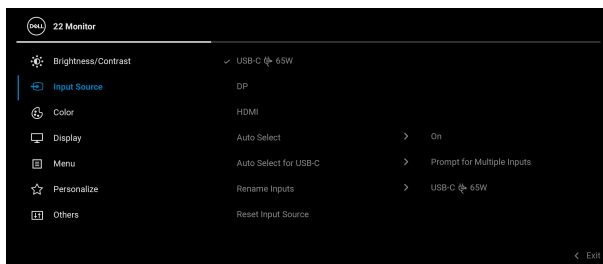 DELL 22 Monitor
Brightness/Contrast
USB-C 65W
Input Source
DP
Color
HDMI
Display
Auto Select
On
Menu
Auto Select for USB-C
Prompt for Multiple Inputs
Personalize
Rename Inputs
USB-C 65W
Others
Reset Input Source
Exit